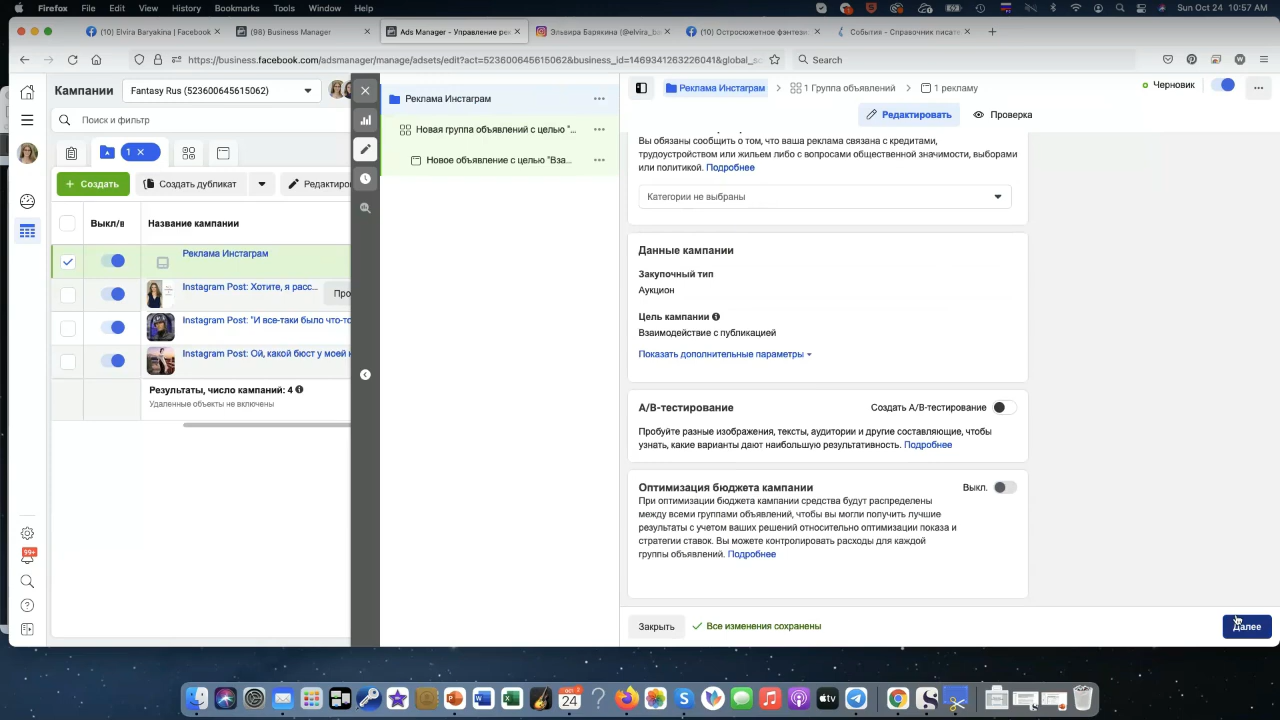 Firefox File Edit View History Bookmarks Tools Window Help
Sun Oct 24 10:57 AM
(10) Elvira Baryakina | Facebook
(98) Business Manager
Ads Manager - Управление рек
Эльвира Барякина (@elvira_ba
(10) Остросюжетное фэнтези:
События - Справочник писате
https://business.facebook.com/adsmanager/manage/adsets/edit?act=523600645615062&business_id=1469341263226041&global_sc
Search
Кампании
Fantasy Rus (523600645615062)
Поиск и фильтр
1
Создать
Создать дубликат
Редактиро
Выкл/в
Название кампании
Реклама Инстаграм
Instagram Post: Хотите, я расс...
Про
Instagram Post: "И все-таки было что-то
Instagram Post: Ой, какой бюст у моей
Результаты, число кампаний: 4
Удаленные объекты не включены
99+
Реклама Инстаграм
Новая группа объявлений с целью "...
Новое объявление с целью "Вза...
Реклама Инстаграм
1 Группа объявлений
1 рекламу
Черновик
Редактировать
Проверка
Вы обязаны сообщить о том, что ваша реклама связана с кредитами,
трудоустройством или жильем либо с вопросами общественной значимости, выборами
или политикой. Подробнее
Категории не выбраны
Данные кампании
Закупочный тип
Аукцион
Цель кампании
Взаимодействие с публикацией
Показать дополнительные параметры
A/B-тестирование
Создать A/B-тестирование
Пробуйте разные изображения, тексты, аудитории и другие составляющие, чтобы
узнать, какие варианты дают наибольшую результативность. Подробнее
Оптимизация бюджета кампании
Выкл.
При оптимизации бюджета кампании средства будут распределены
между всеми группами объявлений, чтобы вы могли получить лучшие
результаты с учетом ваших решений относительно оптимизации показа и
стратегии ставок. Вы можете контролировать расходы для каждой
группы объявлений. Подробнее
Закрыть
Все изменения сохранены
Далее
OCT
24
tv